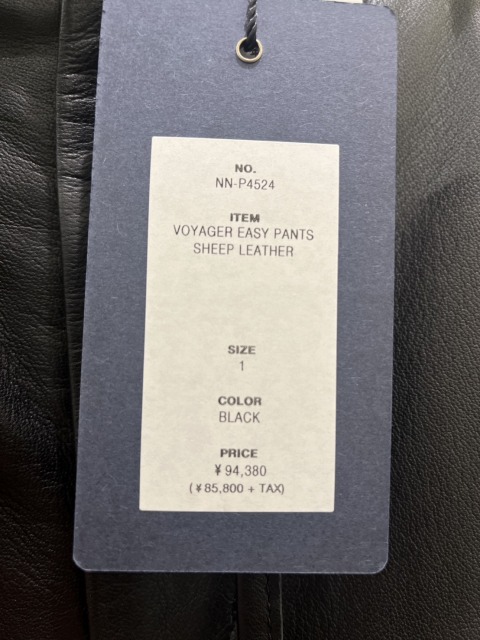 NO.
NN-P4524
ITEM
VOYAGER EASY PANTS
SHEEP LEATHER
SIZE
1
COLOR
BLACK
PRICE
¥ 94,380
(¥85,800 + TAX)